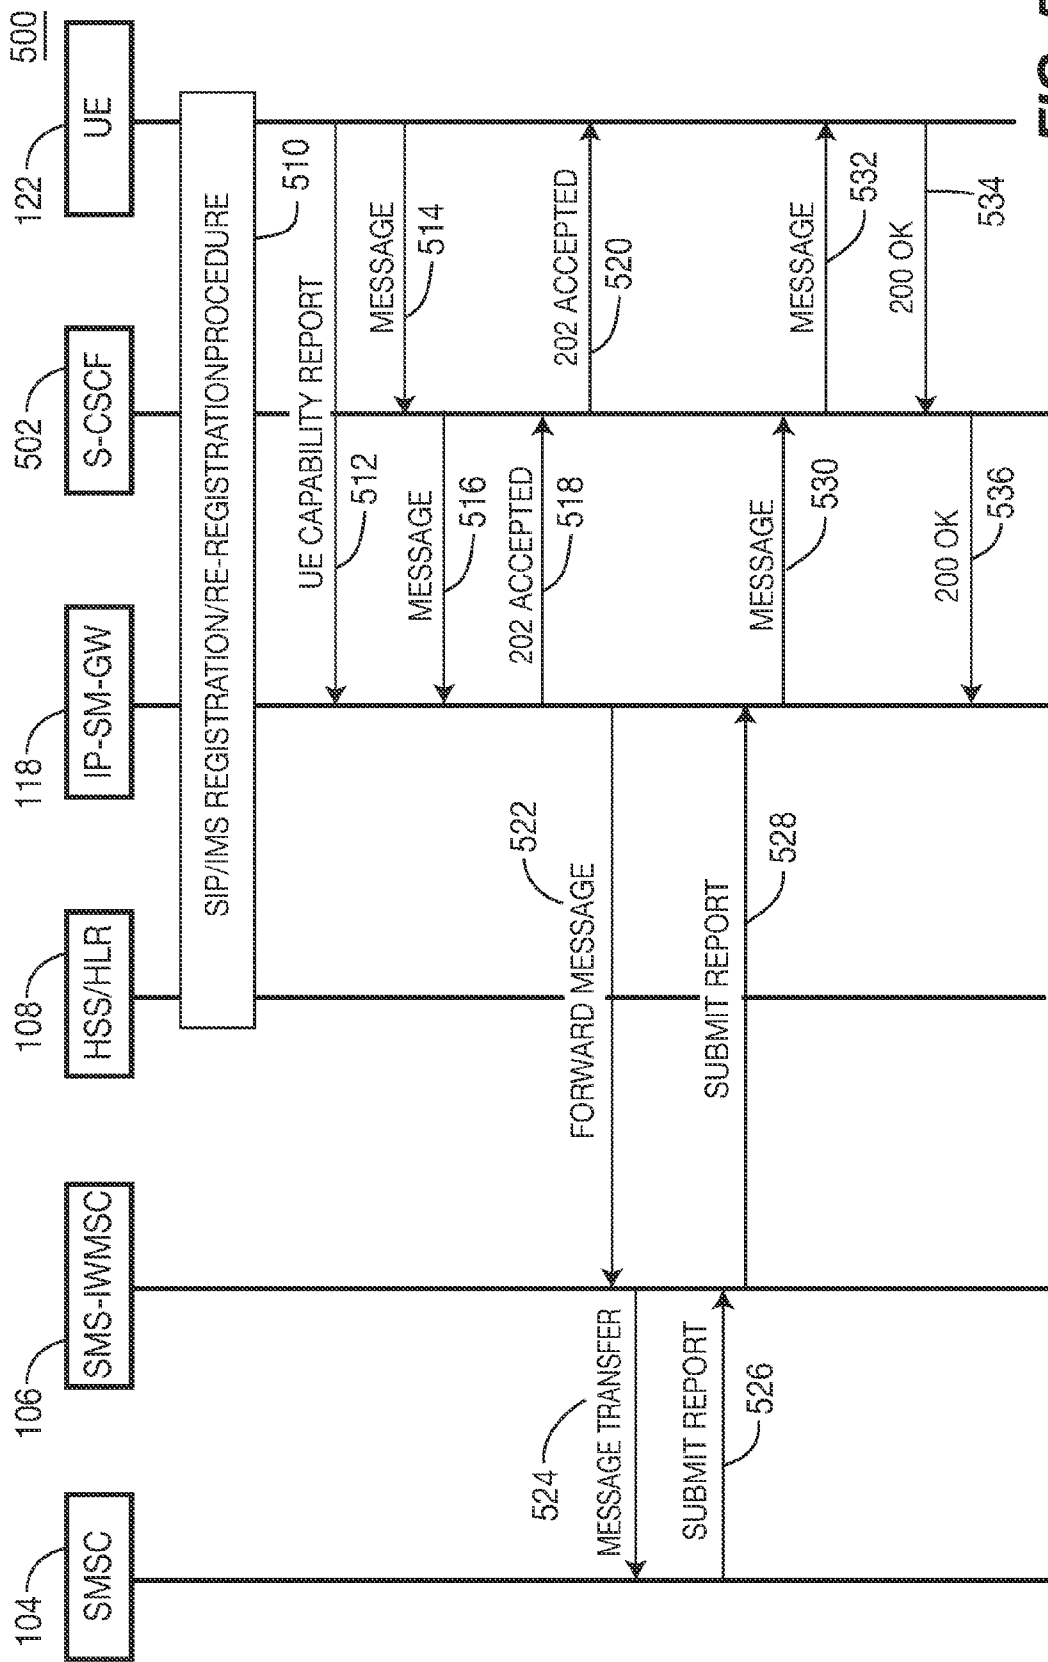 500
104
SMSC
106
SMS-IWMSC
108
HSS/HLR
118
IP-SM-GW
502
S-CSCF
122
UE
SIP/IMS REGISTRATION/RE-REGISTRATIONPROCEDURE
510
UE CAPABILITY REPORT
512
MESSAGE
514
MESSAGE
516
202 ACCEPTED
518
202 ACCEPTED
520
FORWARD MESSAGE
522
524
MESSAGE TRANSFER
SUBMIT REPORT
526
SUBMIT REPORT
528
MESSAGE
530
MESSAGE
532
200 OK
534
200 OK
536
FIG.